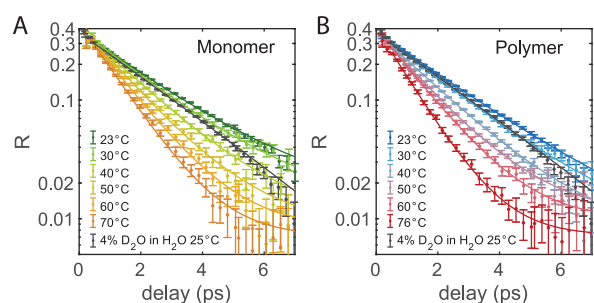 A
Monomer
R
0.4
0.3
0.2
0.1
0.02
0.01
23°C
30°C
40°C
50°C
60°C
70°C
4% D₂O in H₂O 25°C
0 2 4 6
delay (ps)
B
Polymer
R
0.4
0.3
0.2
0.1
0.02
0.01
23°C
30°C
40°C
50°C
60°C
76°C
4% D₂O in H₂O 25°C
0 2 4 6
delay (ps)